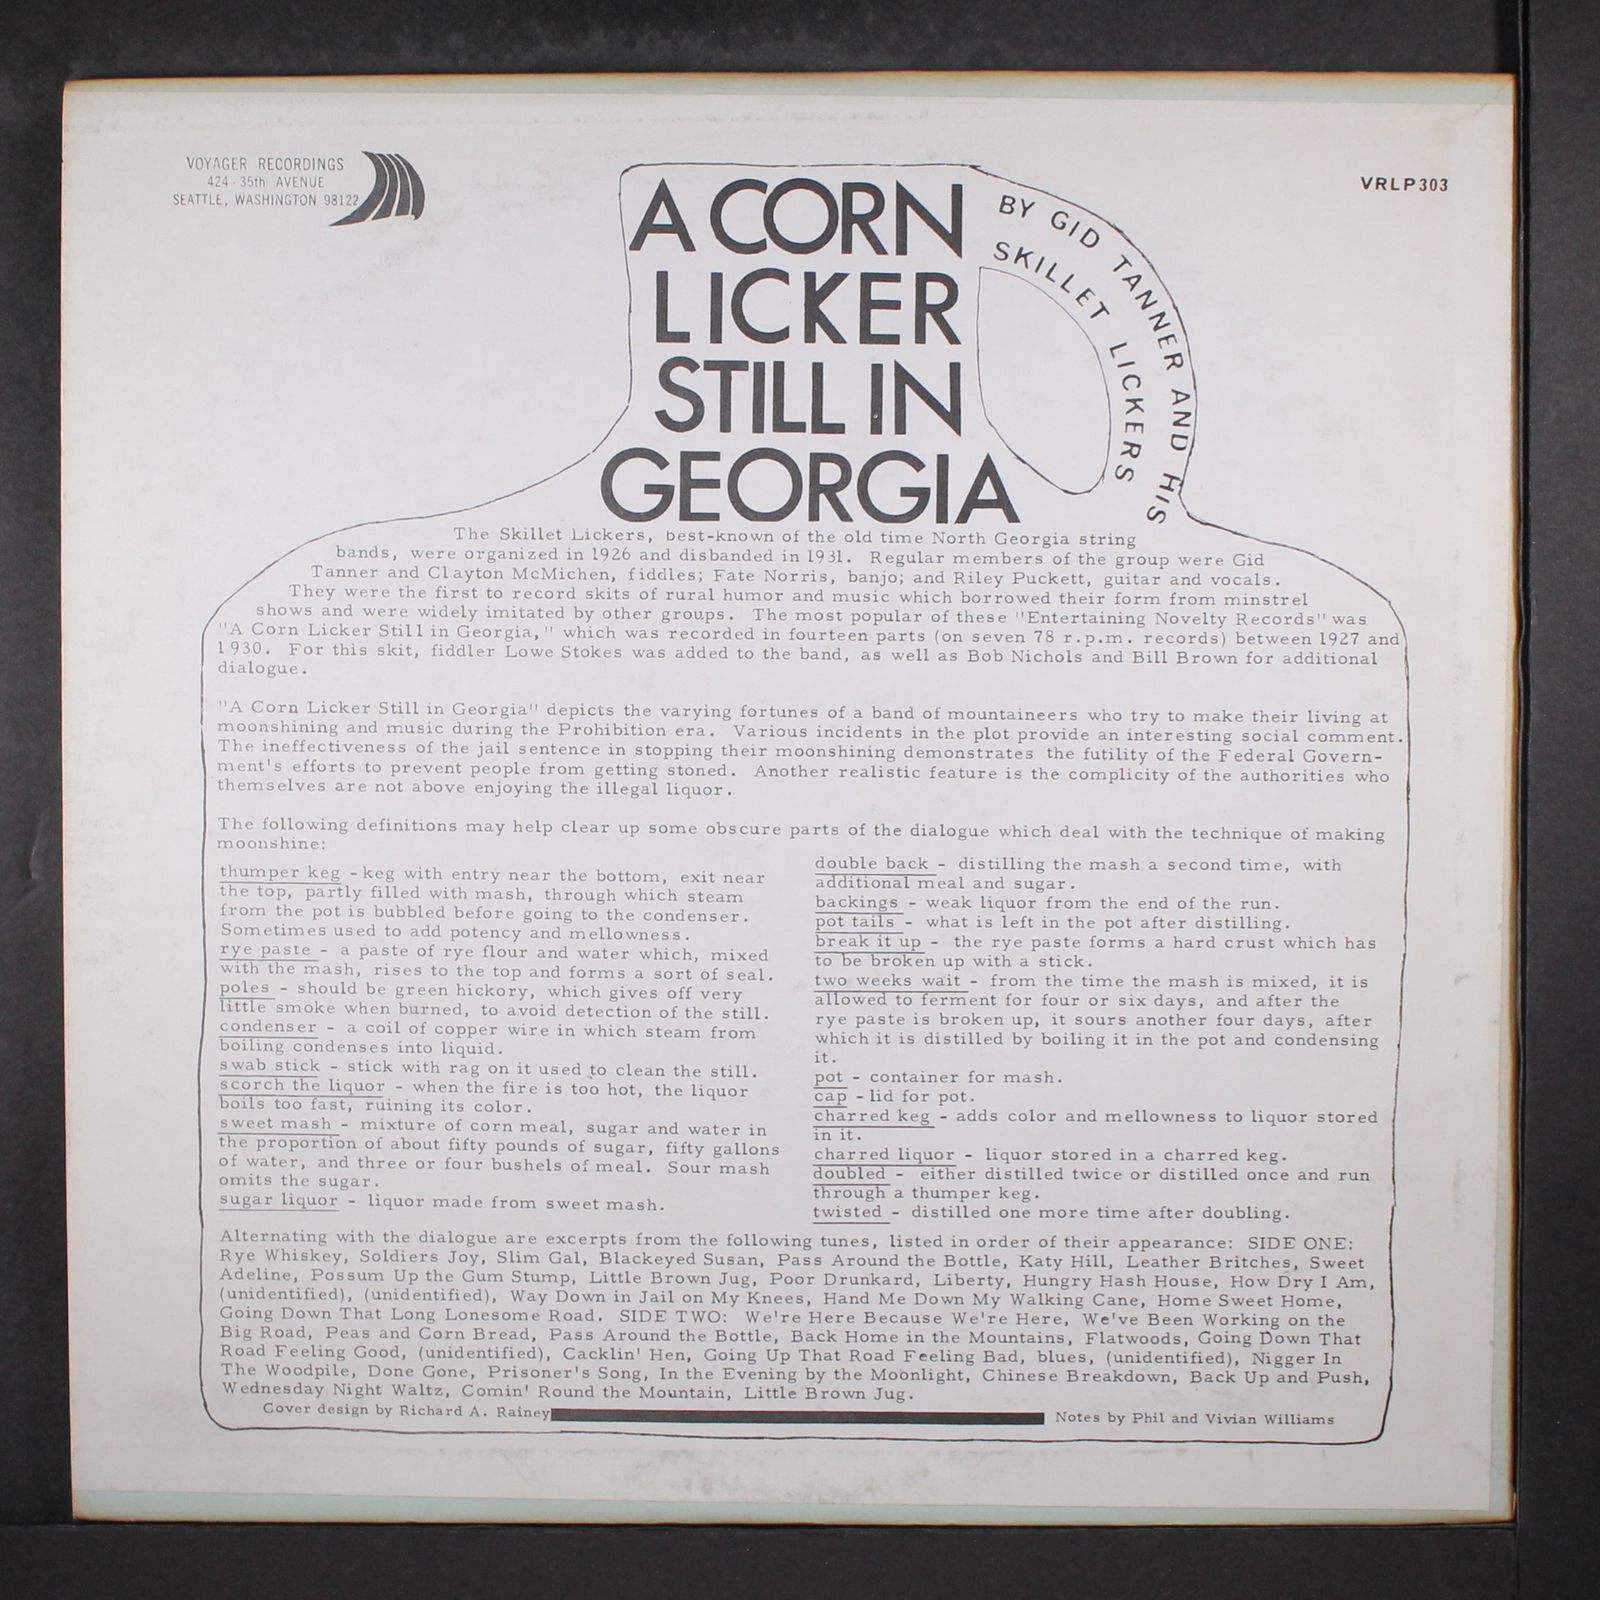 VOYAGER RECORDINGS
424 - 35th AVENUE
SEATTLE, WASHINGTON 98122
VRLP303
A CORN
LICKER
STILL IN
GEORGIA
BY GID TANNER AND HIS
SKILLET LICKERS
The Skillet Lickers, best-known of the old time North Georgia string
bands, were organized in 1926 and disbanded in 1931. Regular members of the group were Gid
Tanner and Clayton McMichen, fiddles; Fate Norris, banjo; and Riley Puckett, guitar and vocals.
They were the first to record skits of rural humor and music which borrowed their form from minstrel
shows and were widely imitated by other groups. The most popular of these "Entertaining Novelty Records" was
"A Corn Licker Still in Georgia," which was recorded in fourteen parts (on seven 78 r.p.m. records) between 1927 and
1930. For this skit, fiddler Lowe Stokes was added to the band, as well as Bob Nichols and Bill Brown for additional
dialogue.
"A Corn Licker Still in Georgia" depicts the varying fortunes of a band of mountaineers who try to make their living at
moonshining and music during the Prohibition era. Various incidents in the plot provide an interesting social comment.
The ineffectiveness of the jail sentence in stopping their moonshining demonstrates the futility of the Federal Govern-
ment's efforts to prevent people from getting stoned. Another realistic feature is the complicity of the authorities who
themselves are not above enjoying the illegal liquor.
The following definitions may help clear up some obscure parts of the dialogue which deal with the technique of making
moonshine:
thumper keg - keg with entry near the bottom, exit near
the top, partly filled with mash, through which steam
from the pot is bubbled before going to the condenser.
Sometimes used to add potency and mellowness.
rye paste - a paste of rye flour and water which, mixed
with the mash, rises to the top and forms a sort of seal.
poles - should be green hickory, which gives off very
little smoke when burned, to avoid detection of the still.
condenser - a coil of copper wire in which steam from
boiling condenses into liquid.
swab stick - stick with rag on it used to clean the still.
scorch the liquor - when the fire is too hot, the liquor
boils too fast, ruining its color.
sweet mash - mixture of corn meal, sugar and water in
the proportion of about fifty pounds of sugar, fifty gallons
of water, and three or four bushels of meal. Sour mash
omits the sugar.
sugar liquor - liquor made from sweet mash.
double back - distilling the mash a second time, with
additional meal and sugar.
backings - weak liquor from the end of the run.
pot tails - what is left in the pot after distilling.
break it up - the rye paste forms a hard crust which has
to be broken up with a stick.
two weeks wait - from the time the mash is mixed, it is
allowed to ferment for four or six days, and after the
rye paste is broken up, it sours another four days, after
which it is distilled by boiling it in the pot and condensing
it.
pot - container for mash.
cap - lid for pot.
charred keg - adds color and mellowness to liquor stored
in it.
charred liquor - liquor stored in a charred keg.
doubled - either distilled twice or distilled once and run
through a thumper keg.
twisted - distilled one more time after doubling.
Alternating with the dialogue are excerpts from the following tunes, listed in order of their appearance: SIDE ONE:
Rye Whiskey, Soldiers Joy, Slim Gal, Blackeyed Susan, Pass Around the Bottle, Katy Hill, Leather Britches, Sweet
Adeline, Possum Up the Gum Stump, Little Brown Jug, Poor Drunkard, Liberty, Hungry Hash House, How Dry I Am,
(unidentified), (unidentified), Way Down in Jail on My Knees, Hand Me Down My Walking Cane, Home Sweet Home,
Going Down That Long Lonesome Road. SIDE TWO: We're Here Because We're Here, We've Been Working on the
Big Road, Peas and Corn Bread, Pass Around the Bottle, Back Home in the Mountains, Flatwoods, Going Down That
Road Feeling Good, (unidentified), Cacklin' Hen, Going Up That Road Feeling Bad, blues, (unidentified), Nigger In
The Woodpile, Done Gone, Prisoner's Song, In the Evening by the Moonlight, Chinese Breakdown, Back Up and Push,
Wednesday Night Waltz, Comin' Round the Mountain, Little Brown Jug.
Cover design by Richard A. Rainey
Notes by Phil and Vivian Williams